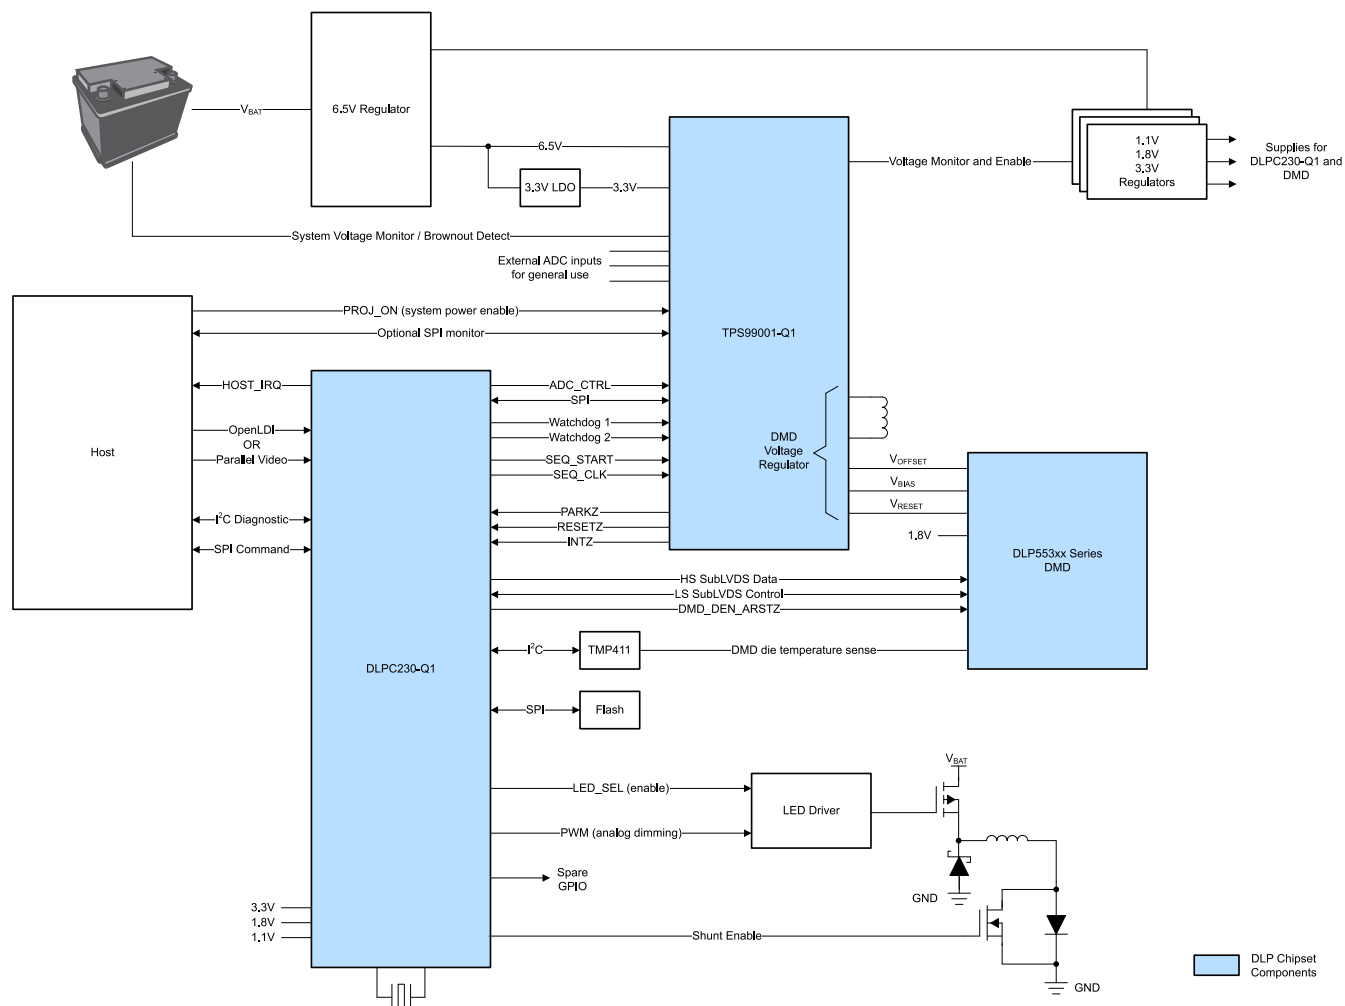 V_BAT
6.5V Regulator
6.5V
3.3V LDO
3.3V
System Voltage Monitor / Brownout Detect
External ADC inputs
for general use
Voltage Monitor and Enable
1.1V
1.8V
3.3V
Regulators
Supplies for
DLPC230-Q1 and
DMD
Host
PROJ_ON (system power enable)
Optional SPI monitor
TPS99001-Q1
HOST_IRQ
OpenLDI
OR
Parallel Video
I²C Diagnostic
SPI Command
ADC_CTRL
SPI
Watchdog 1
Watchdog 2
SEQ_START
SEQ_CLK
PARKZ
RESETZ
INTZ
DMD
Voltage
Regulator
V_OFFSET
V_BIAS
V_RESET
1.8V
DLP553xx Series
DMD
HS SubLVDS Data
LS SubLVDS Control
DMD_DEN_ARSTZ
DLPC230-Q1
I²C
TMP411
DMD die temperature sense
SPI
Flash
LED_SEL (enable)
PWM (analog dimming)
LED Driver
V_BAT
GND
Spare
GPIO
3.3V
1.8V
1.1V
Shunt Enable
GND
DLP Chipset
Components